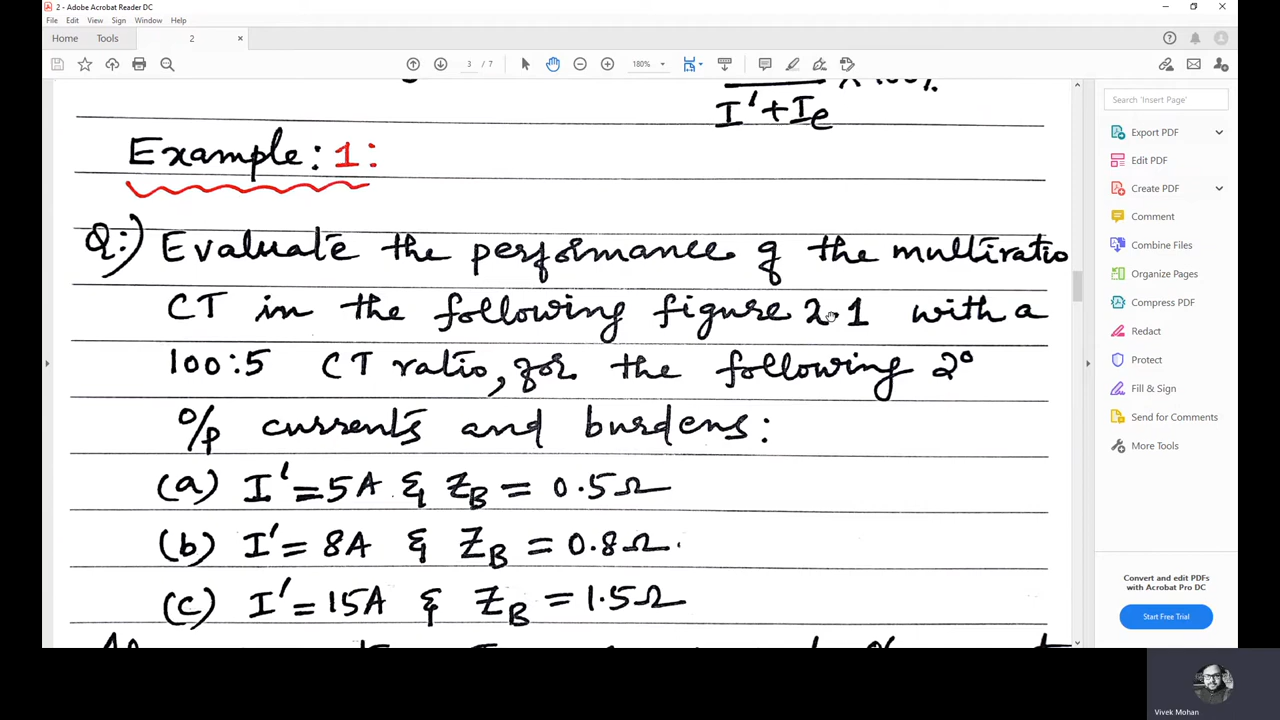 2 - Adobe Acrobat Reader DC
File Edit View Sign Window Help
Home Tools 2 ×
3 / 7 180%
I'+Ie
Example: 1:
Q:) Evaluate the performance of the multiratio
CT in the following figure 2.1 with a
100:5 CT ratio, for the following 2°
o/p currents and burdens:
(a) I' = 5A & ZB = 0.5Ω
(b) I' = 8A & ZB = 0.8Ω.
(c) I' = 15A & ZB = 1.5Ω
Search 'Insert Page'
Export PDF
Edit PDF
Create PDF
Comment
Combine Files
Organize Pages
Compress PDF
Redact
Protect
Fill & Sign
Send for Comments
More Tools
Convert and edit PDFs
with Acrobat Pro DC
Start Free Trial
Vivek Mohan